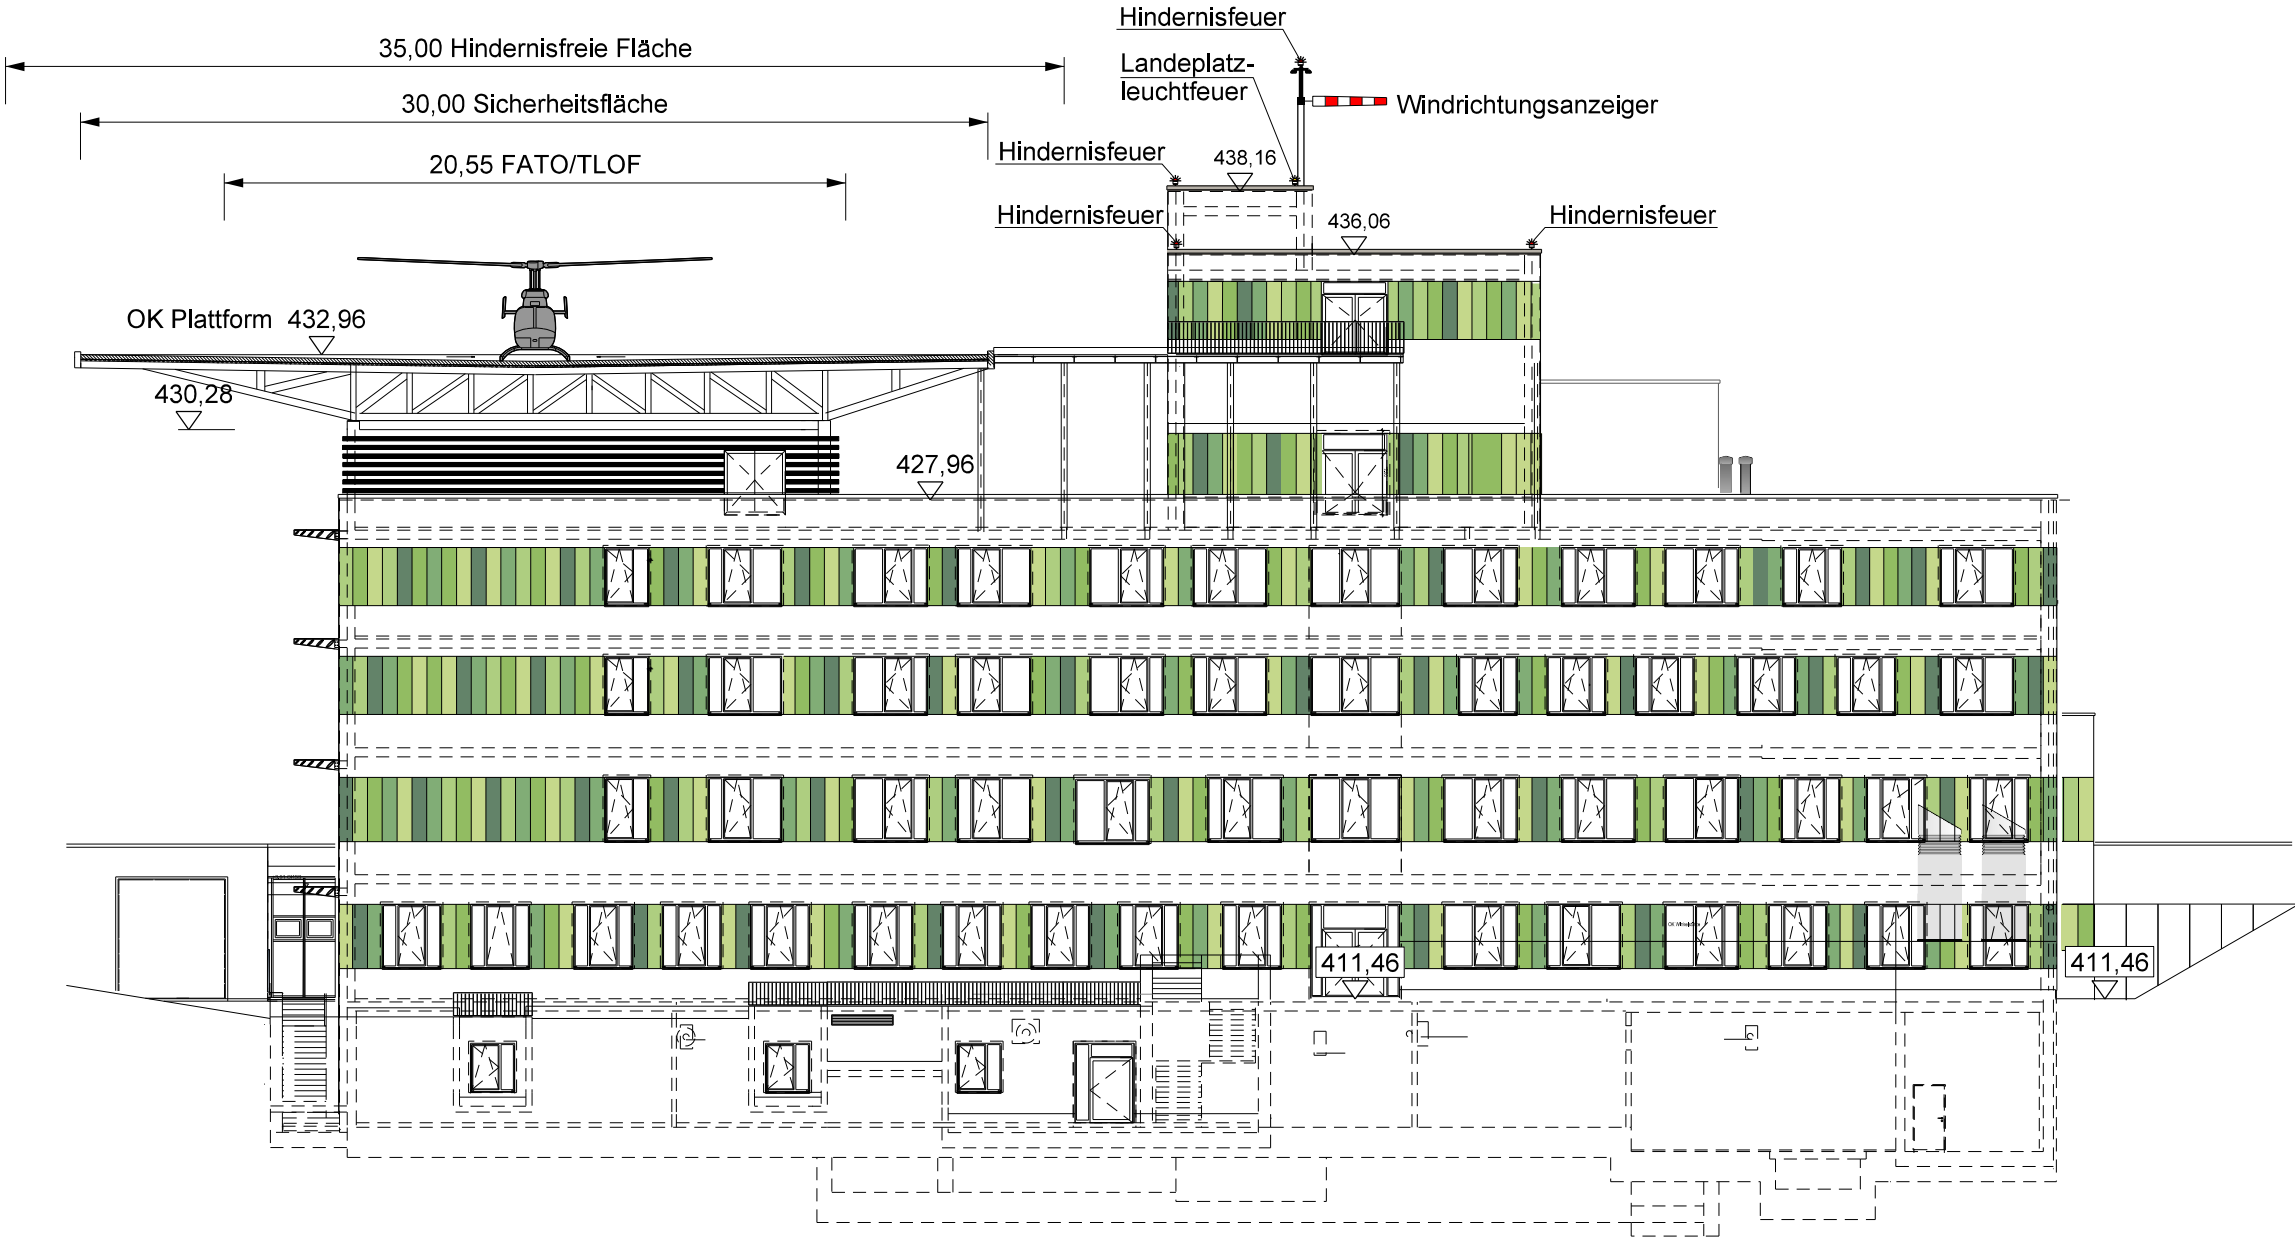 Hindernisfeuer
35,00 Hindernisfreie Fläche
Landeplatz-
leuchtfeuer
30,00 Sicherheitsfläche
Windrichtungsanzeiger
Hindernisfeuer
438,16
20,55 FATO/TLOF
Hindernisfeuer
436,06
Hindernisfeuer
OK Plattform 432,96
430,28
427,96
411,46
411,46